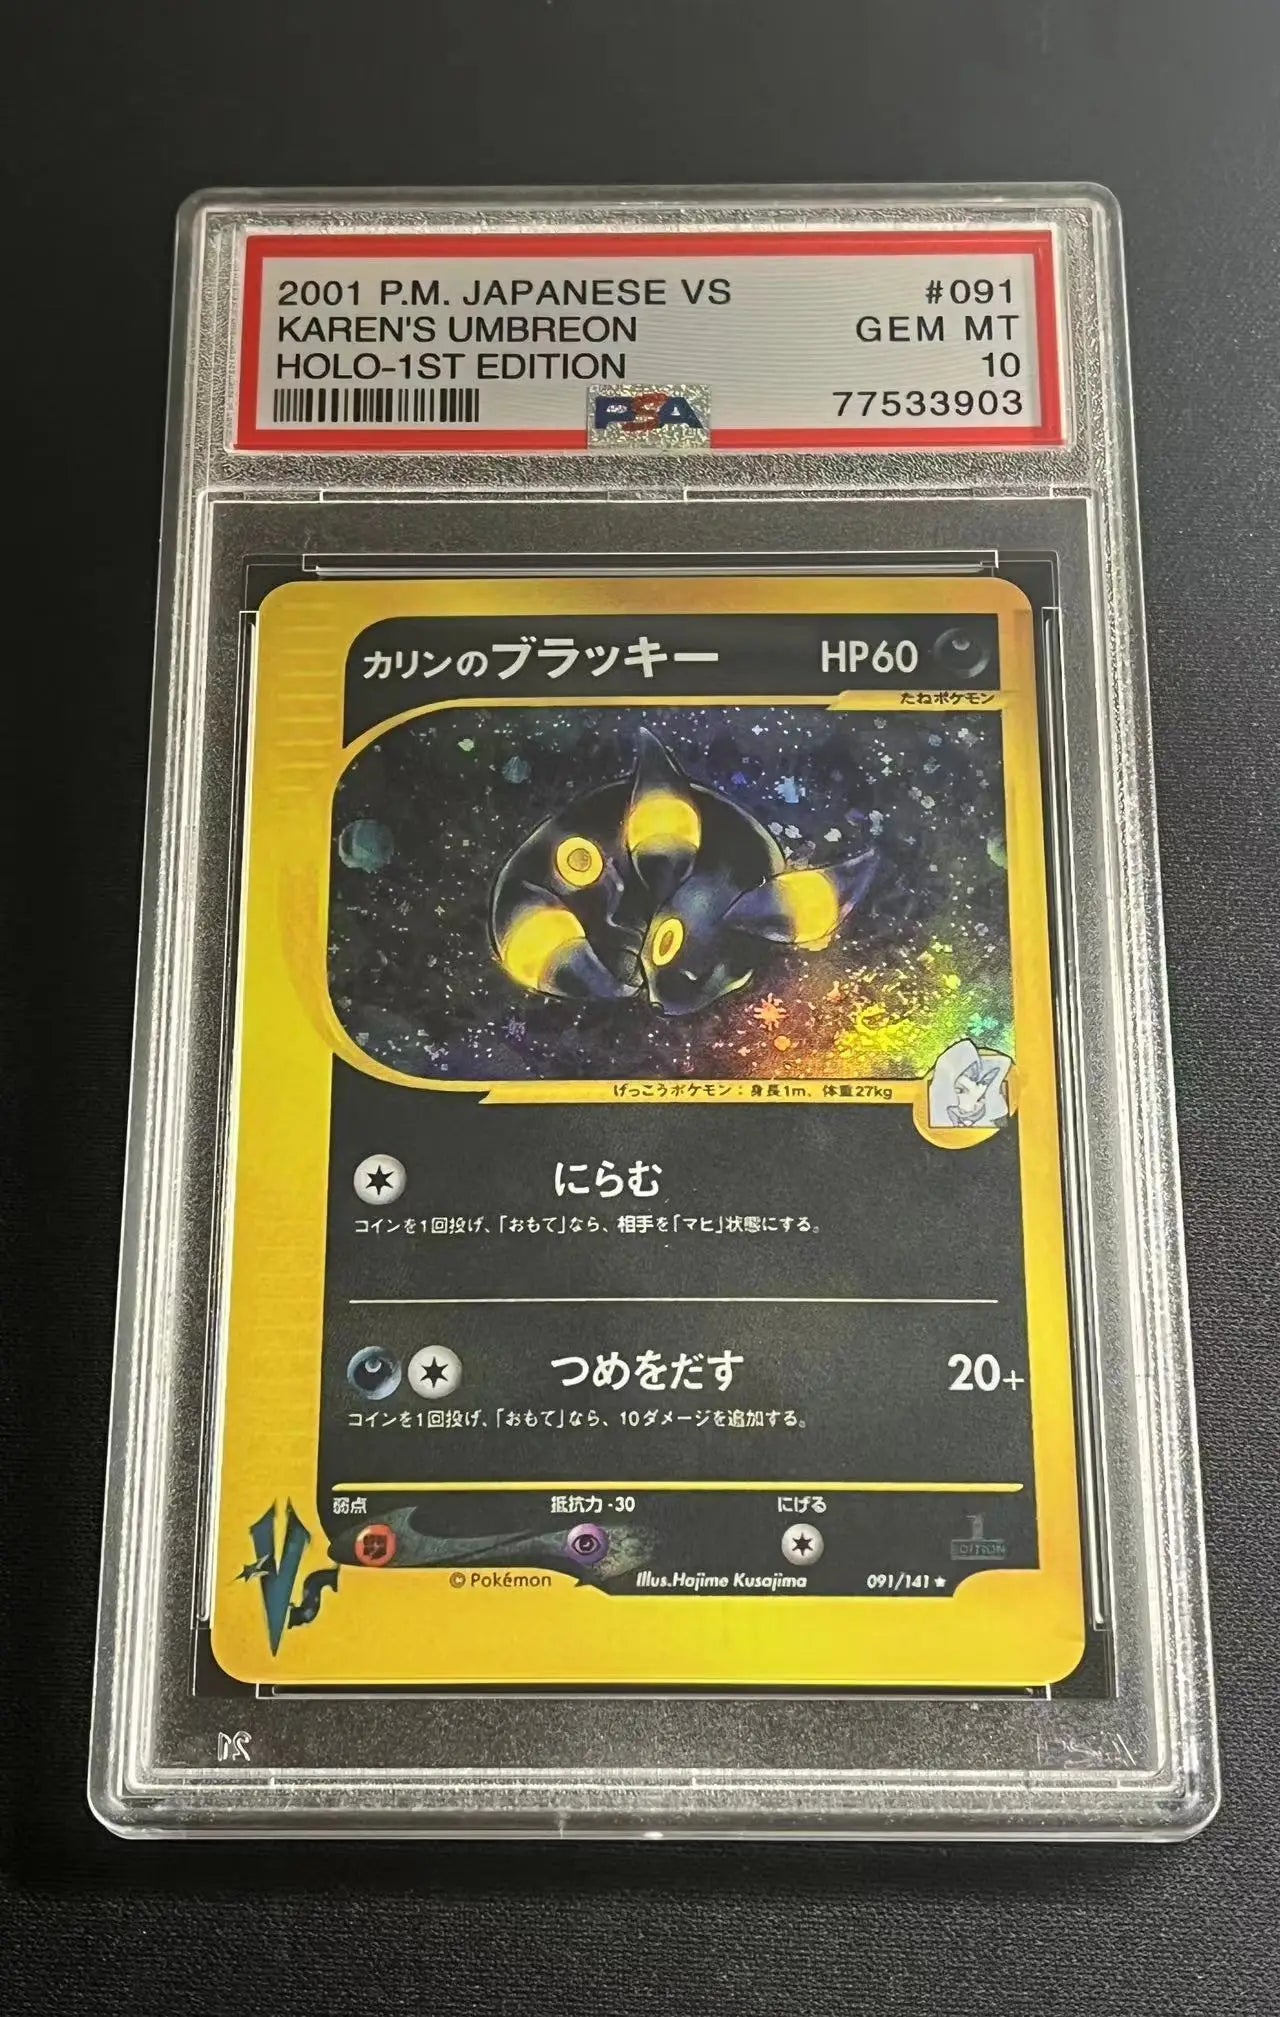 2001 P.M. JAPANESE VS #091
KAREN'S UMBREON GEM MT
HOLO-1ST EDITION 10
PSA 77533903
カリンのブラッキー HP60
たねポケモン
げっこうポケモン：身長1m、体重27kg
にらむ
コインを1回投げ、「おもて」なら、相手を「マヒ」状態にする。
つめをだす 20+
コインを1回投げ、「おもて」なら、10ダメージを追加する。
弱点 抵抗力-30 にげる
1 EDITION
VS
©Pokémon Illus.Hajime Kusajima 091/141★